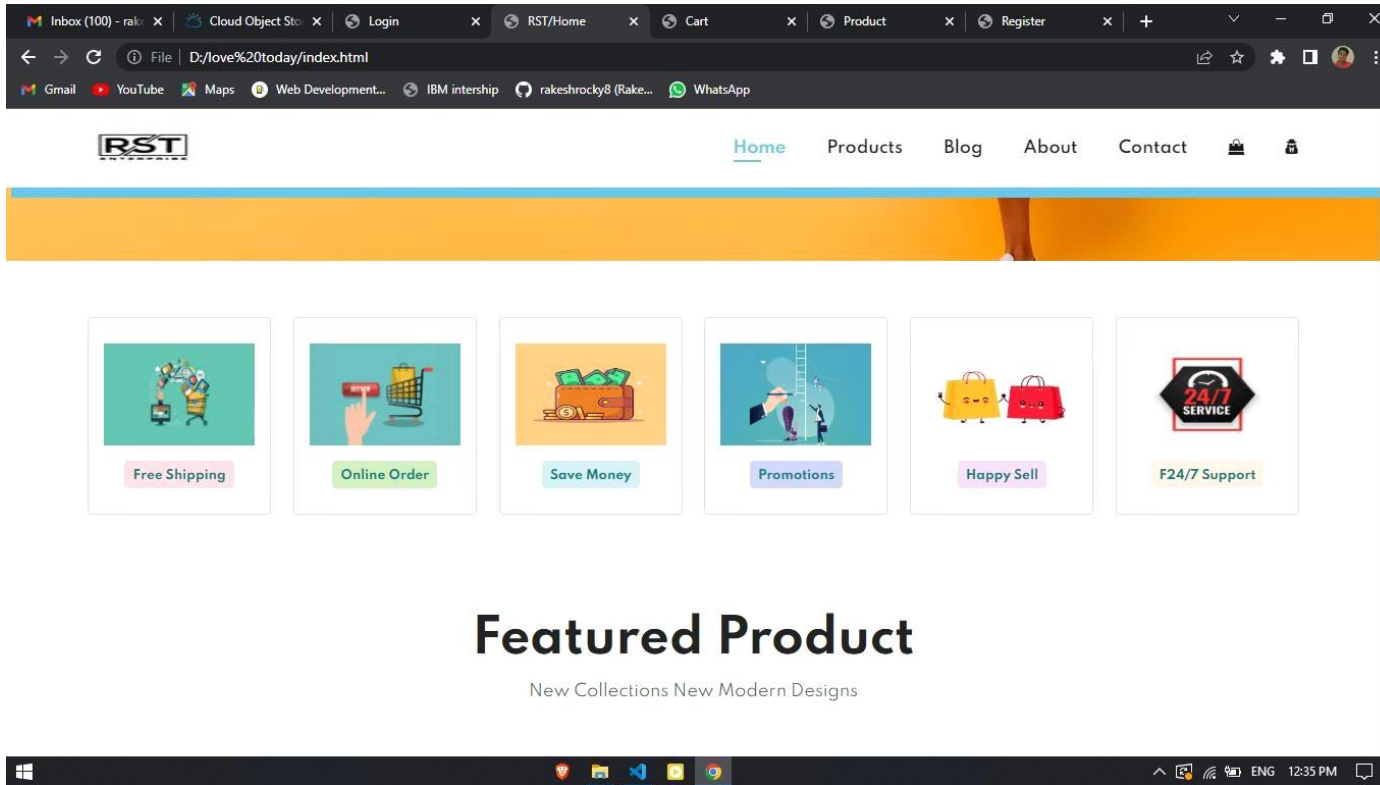 Inbox (100) - rak
Cloud Object Sto
Login
RST/Home
Cart
Product
Register
File
D:/love%20today/index.html
Gmail
YouTube
Maps
Web Development...
IBM intership
rakeshrocky8 (Rake...
WhatsApp
RST
ENTERPRISE
Home
Products
Blog
About
Contact
24/7
SERVICE
Free Shipping
Online Order
Save Money
Promotions
Happy Sell
F24/7 Support
Featured Product
New Collections New Modern Designs
ENG
12:35 PM